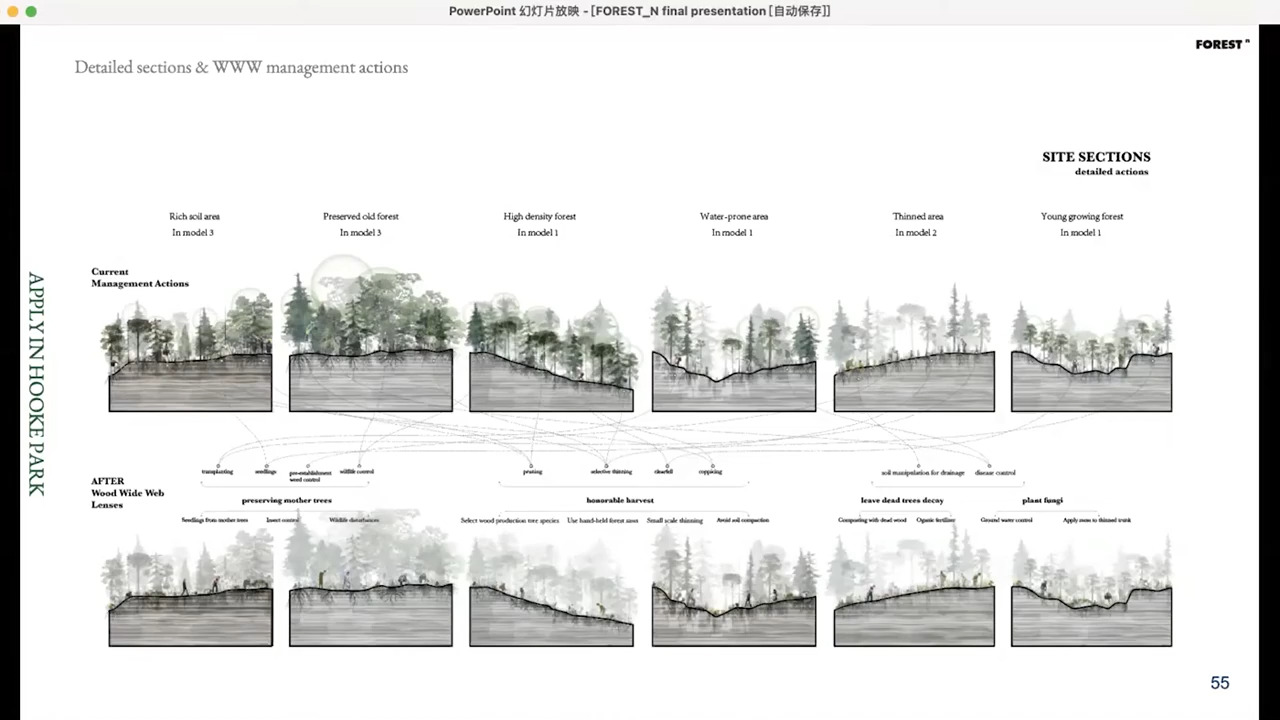 PowerPoint 幻灯片放映 - [FOREST_N final presentation [自动保存]]
FOREST n
Detailed sections & WWW management actions
SITE SECTIONS
detailed actions
Rich soil area
In model 3
Preserved old forest
In model 3
High density forest
In model 1
Water-prone area
In model 1
Thinned area
In model 2
Young growing forest
In model 1
Current
Management Actions
APPLY IN HOOKE PARK
transplanting
seedlings
pre-establishment
weed control
wildlife control
pruning
selective thinning
clearfell
coppicing
soil manipulation for drainage
disease control
AFTER
Wood Wide Web
Lenses
preserving mother trees
honorable harvest
leave dead trees decay
plant fungi
Seedlings from mother trees
Insect control
Wildlife disturbances
Select wood production tree species
Use hand-held forest saws
Small scale thinning
Avoid soil compaction
Composting with dead wood
Organic fertilizer
Ground water control
Apply moss to thinned trunk
55